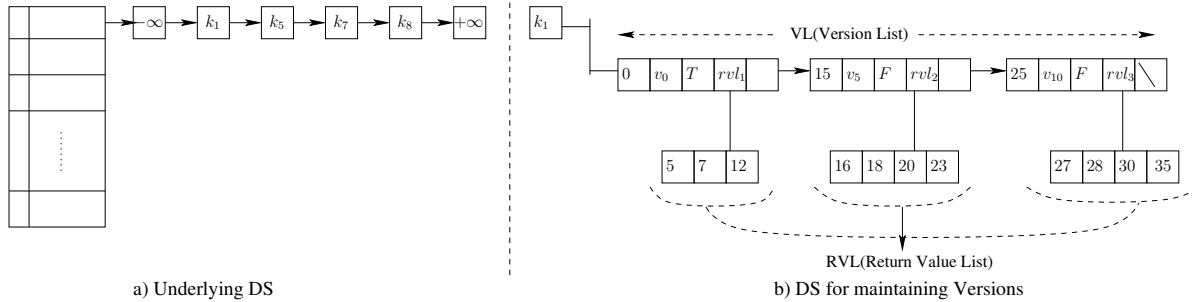 −∞ k₁ k₅ k₇ k₈ +∞
a) Underlying DS
k₁
VL(Version List)
0 v₀ T rvl₁ 15 v₅ F rvl₂ 25 v₁₀ F rvl₃
5 7 12 16 18 20 23 27 28 30 35
RVL(Return Value List)
b) DS for maintaining Versions